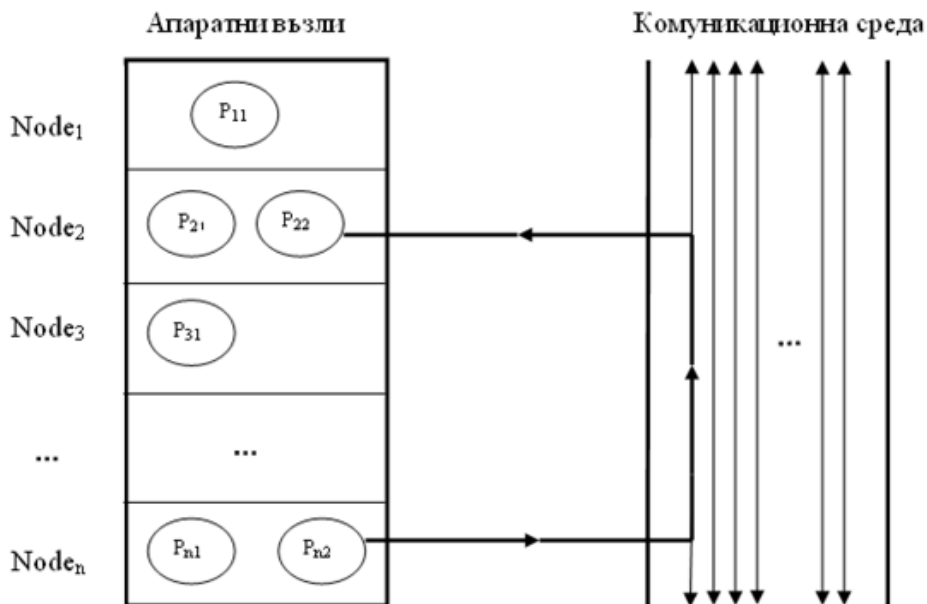 Апаратни възли
Комуникационна среда
Node₁
P₁₁
Node₂
P₂₁
P₂₂
Node₃
P₃₁
...
...
...
Nodeₙ
Pₙ₁
Pₙ₂